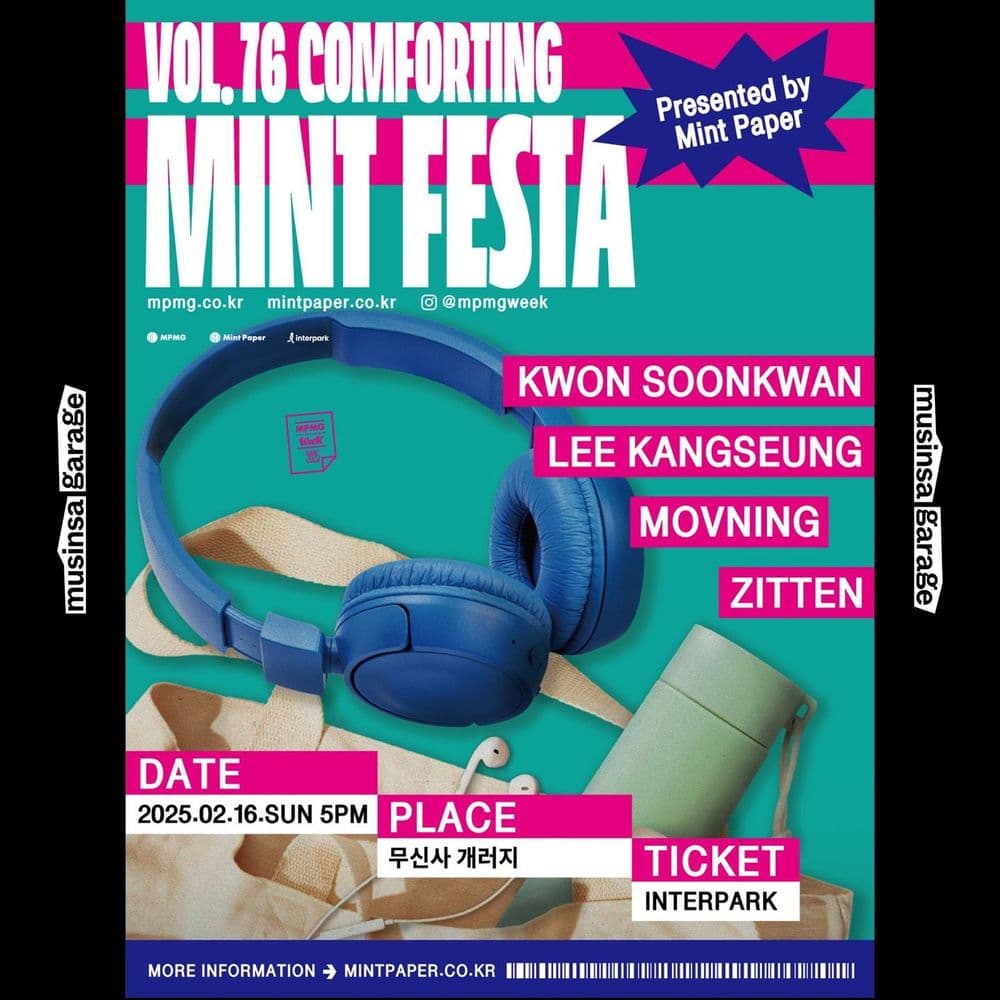 VOL. 76 COMFORTING
MINT FESTA
Presented by
Mint Paper
mpmg.co.kr mintpaper.co.kr @mpmgweek
MPMG Mint Paper interpark
KWON SOONKWAN
LEE KANGSEUNG
MOVNING
ZITTEN
MPMG
Week
musinsa garage
musinsa garage
DATE
2025.02.16.SUN 5PM
PLACE
무신사 개러지
TICKET
INTERPARK
MORE INFORMATION → MINTPAPER.CO.KR